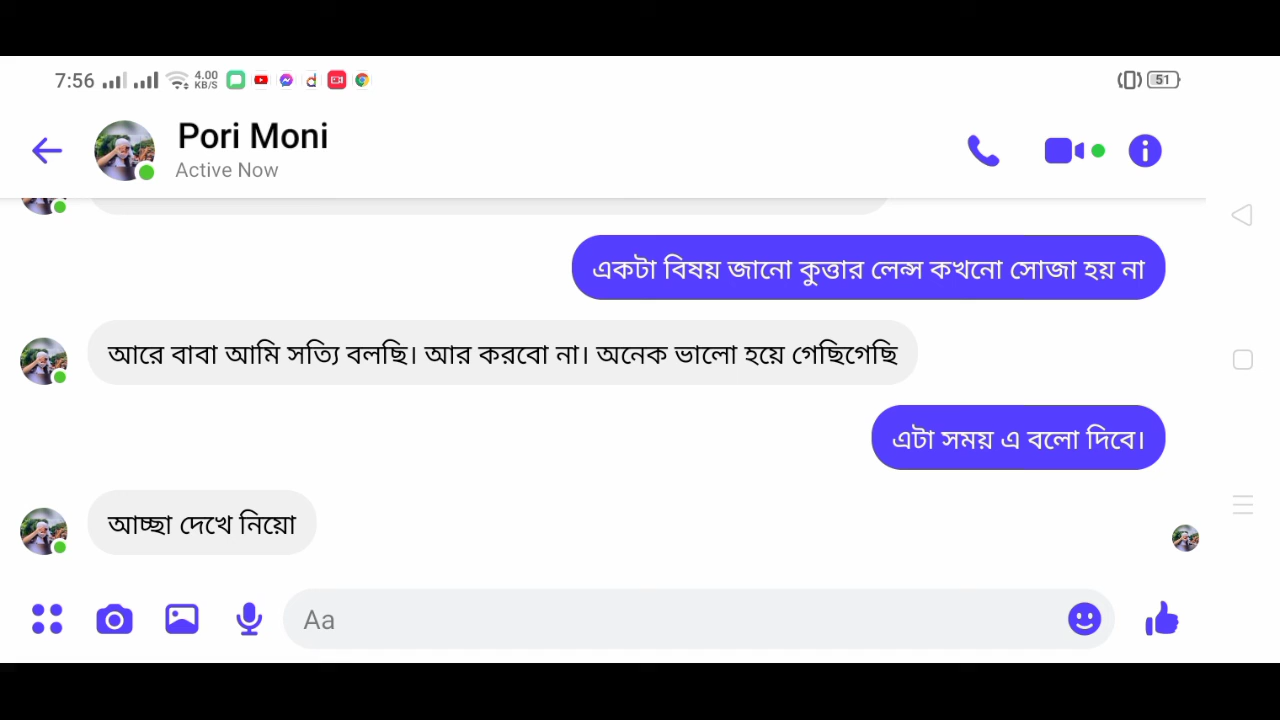 7:56 4.00 KB/S 51
Pori Moni
Active Now
একটা বিষয় জানো কুত্তার লেন্স কখনো সোজা হয় না
আরে বাবা আমি সত্যি বলছি। আর করবো না। অনেক ভালো হয়ে গেছিগেছি
এটা সময় এ বলো দিবে।
আচ্ছা দেখে নিয়ো
Aa